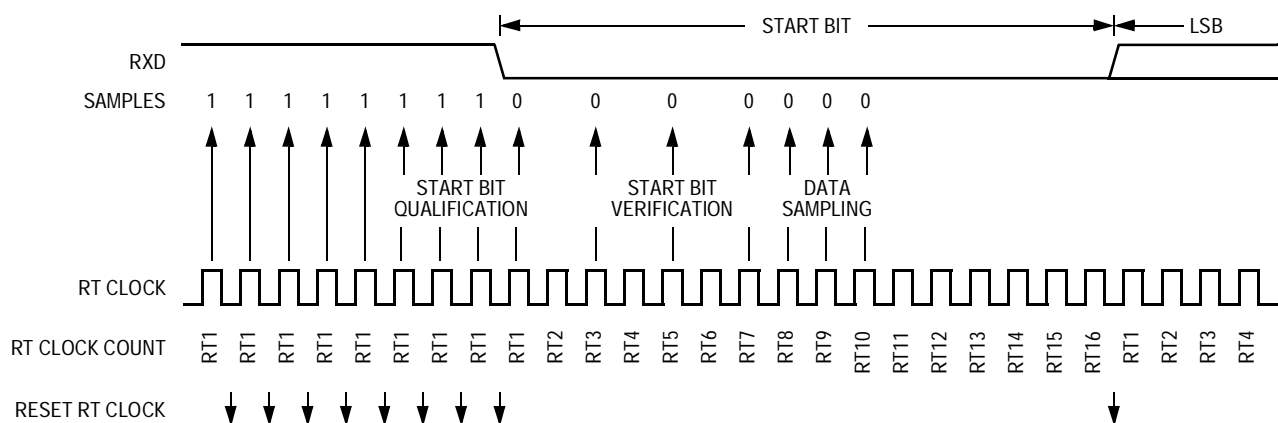 START BIT
LSB
RXD
SAMPLES 1 1 1 1 1 1 1 1 0 0 0 0 0 0 0
START BIT QUALIFICATION
START BIT VERIFICATION
DATA SAMPLING
RT CLOCK
RT CLOCK COUNT RT1 RT1 RT1 RT1 RT1 RT1 RT1 RT1 RT1 RT2 RT3 RT4 RT5 RT6 RT7 RT8 RT9 RT10 RT11 RT12 RT13 RT14 RT15 RT16 RT1 RT2 RT3 RT4
RESET RT CLOCK